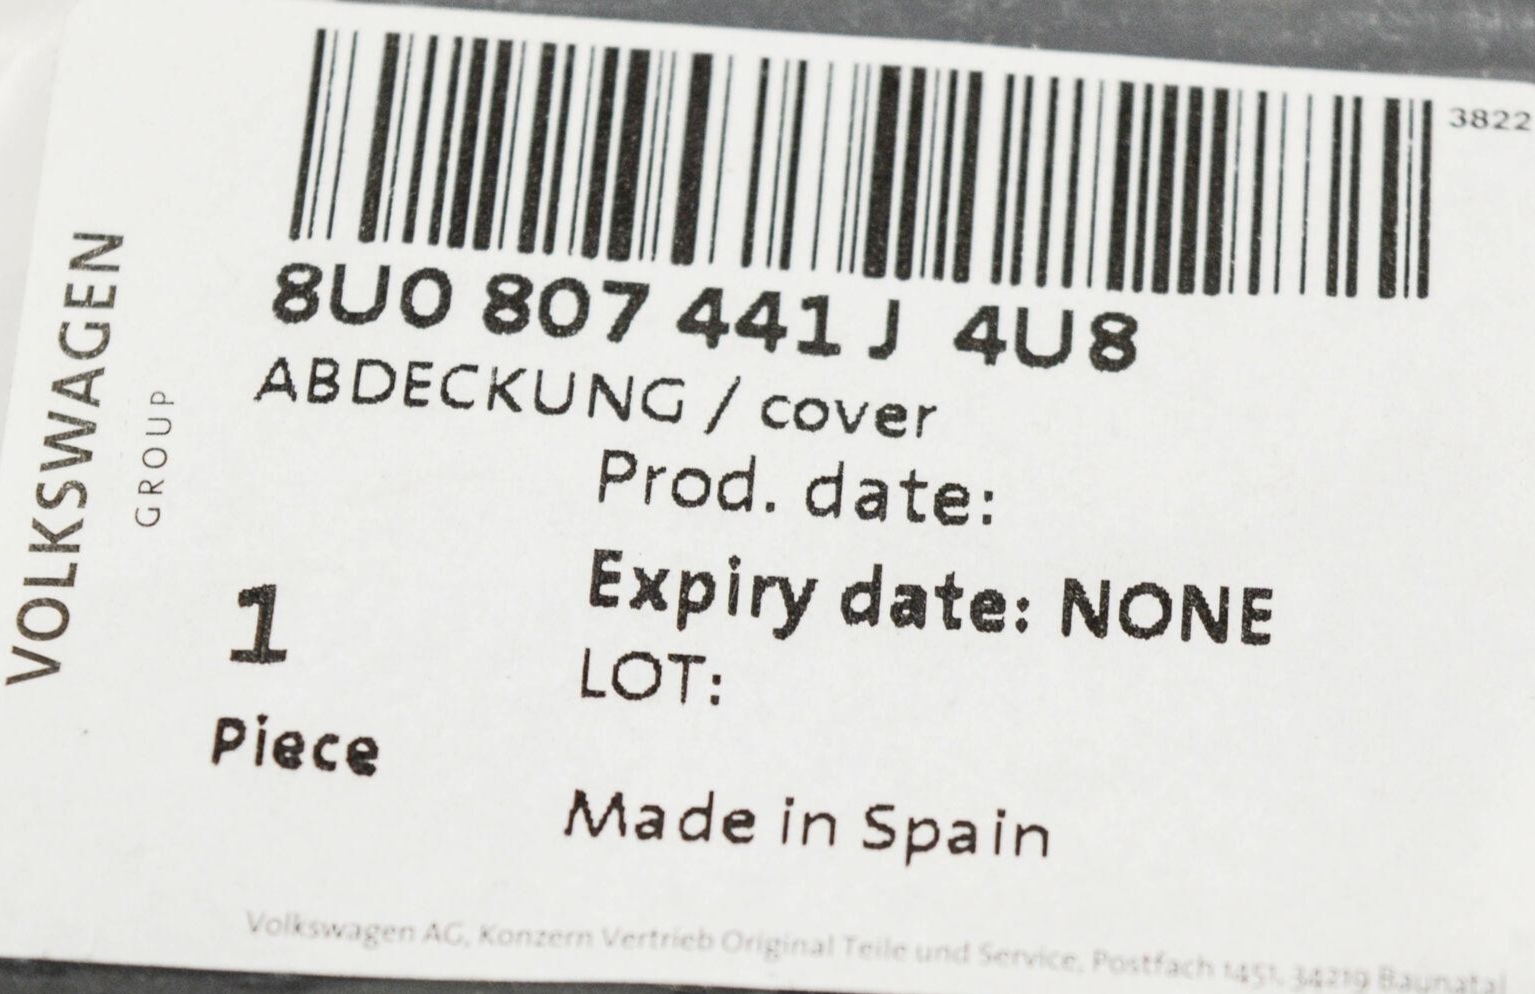 3822
8U0 807 441 J 4U8
ABDECKUNG / cover
Prod. date:
Expiry date: NONE
LOT:
1
Piece
Made in Spain
VOLKSWAGEN
GROUP
Volkswagen AG, Konzern Vertrieb Original Teile und Service, Postfach 1451, 34219 Baunatal